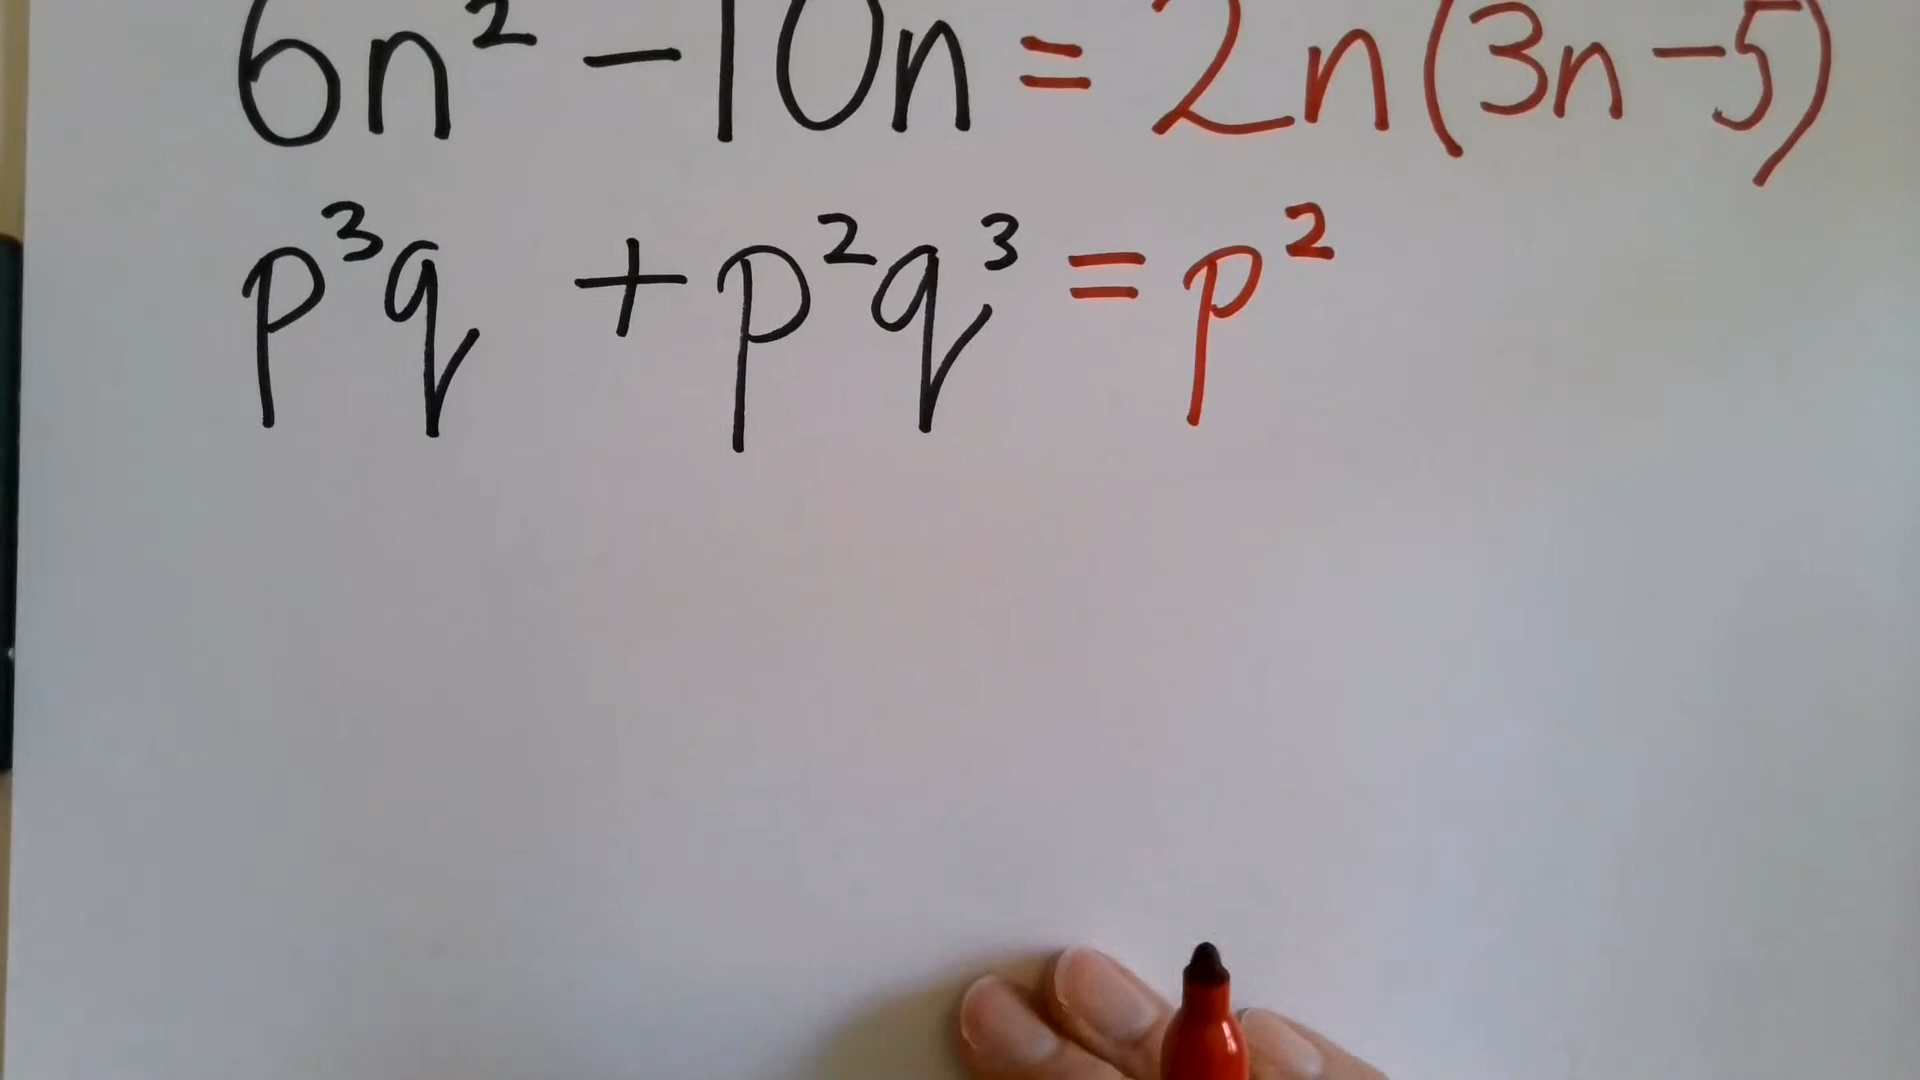 6n² - 10n = 2n(3n - 5)
p³q + p²q³ = p²